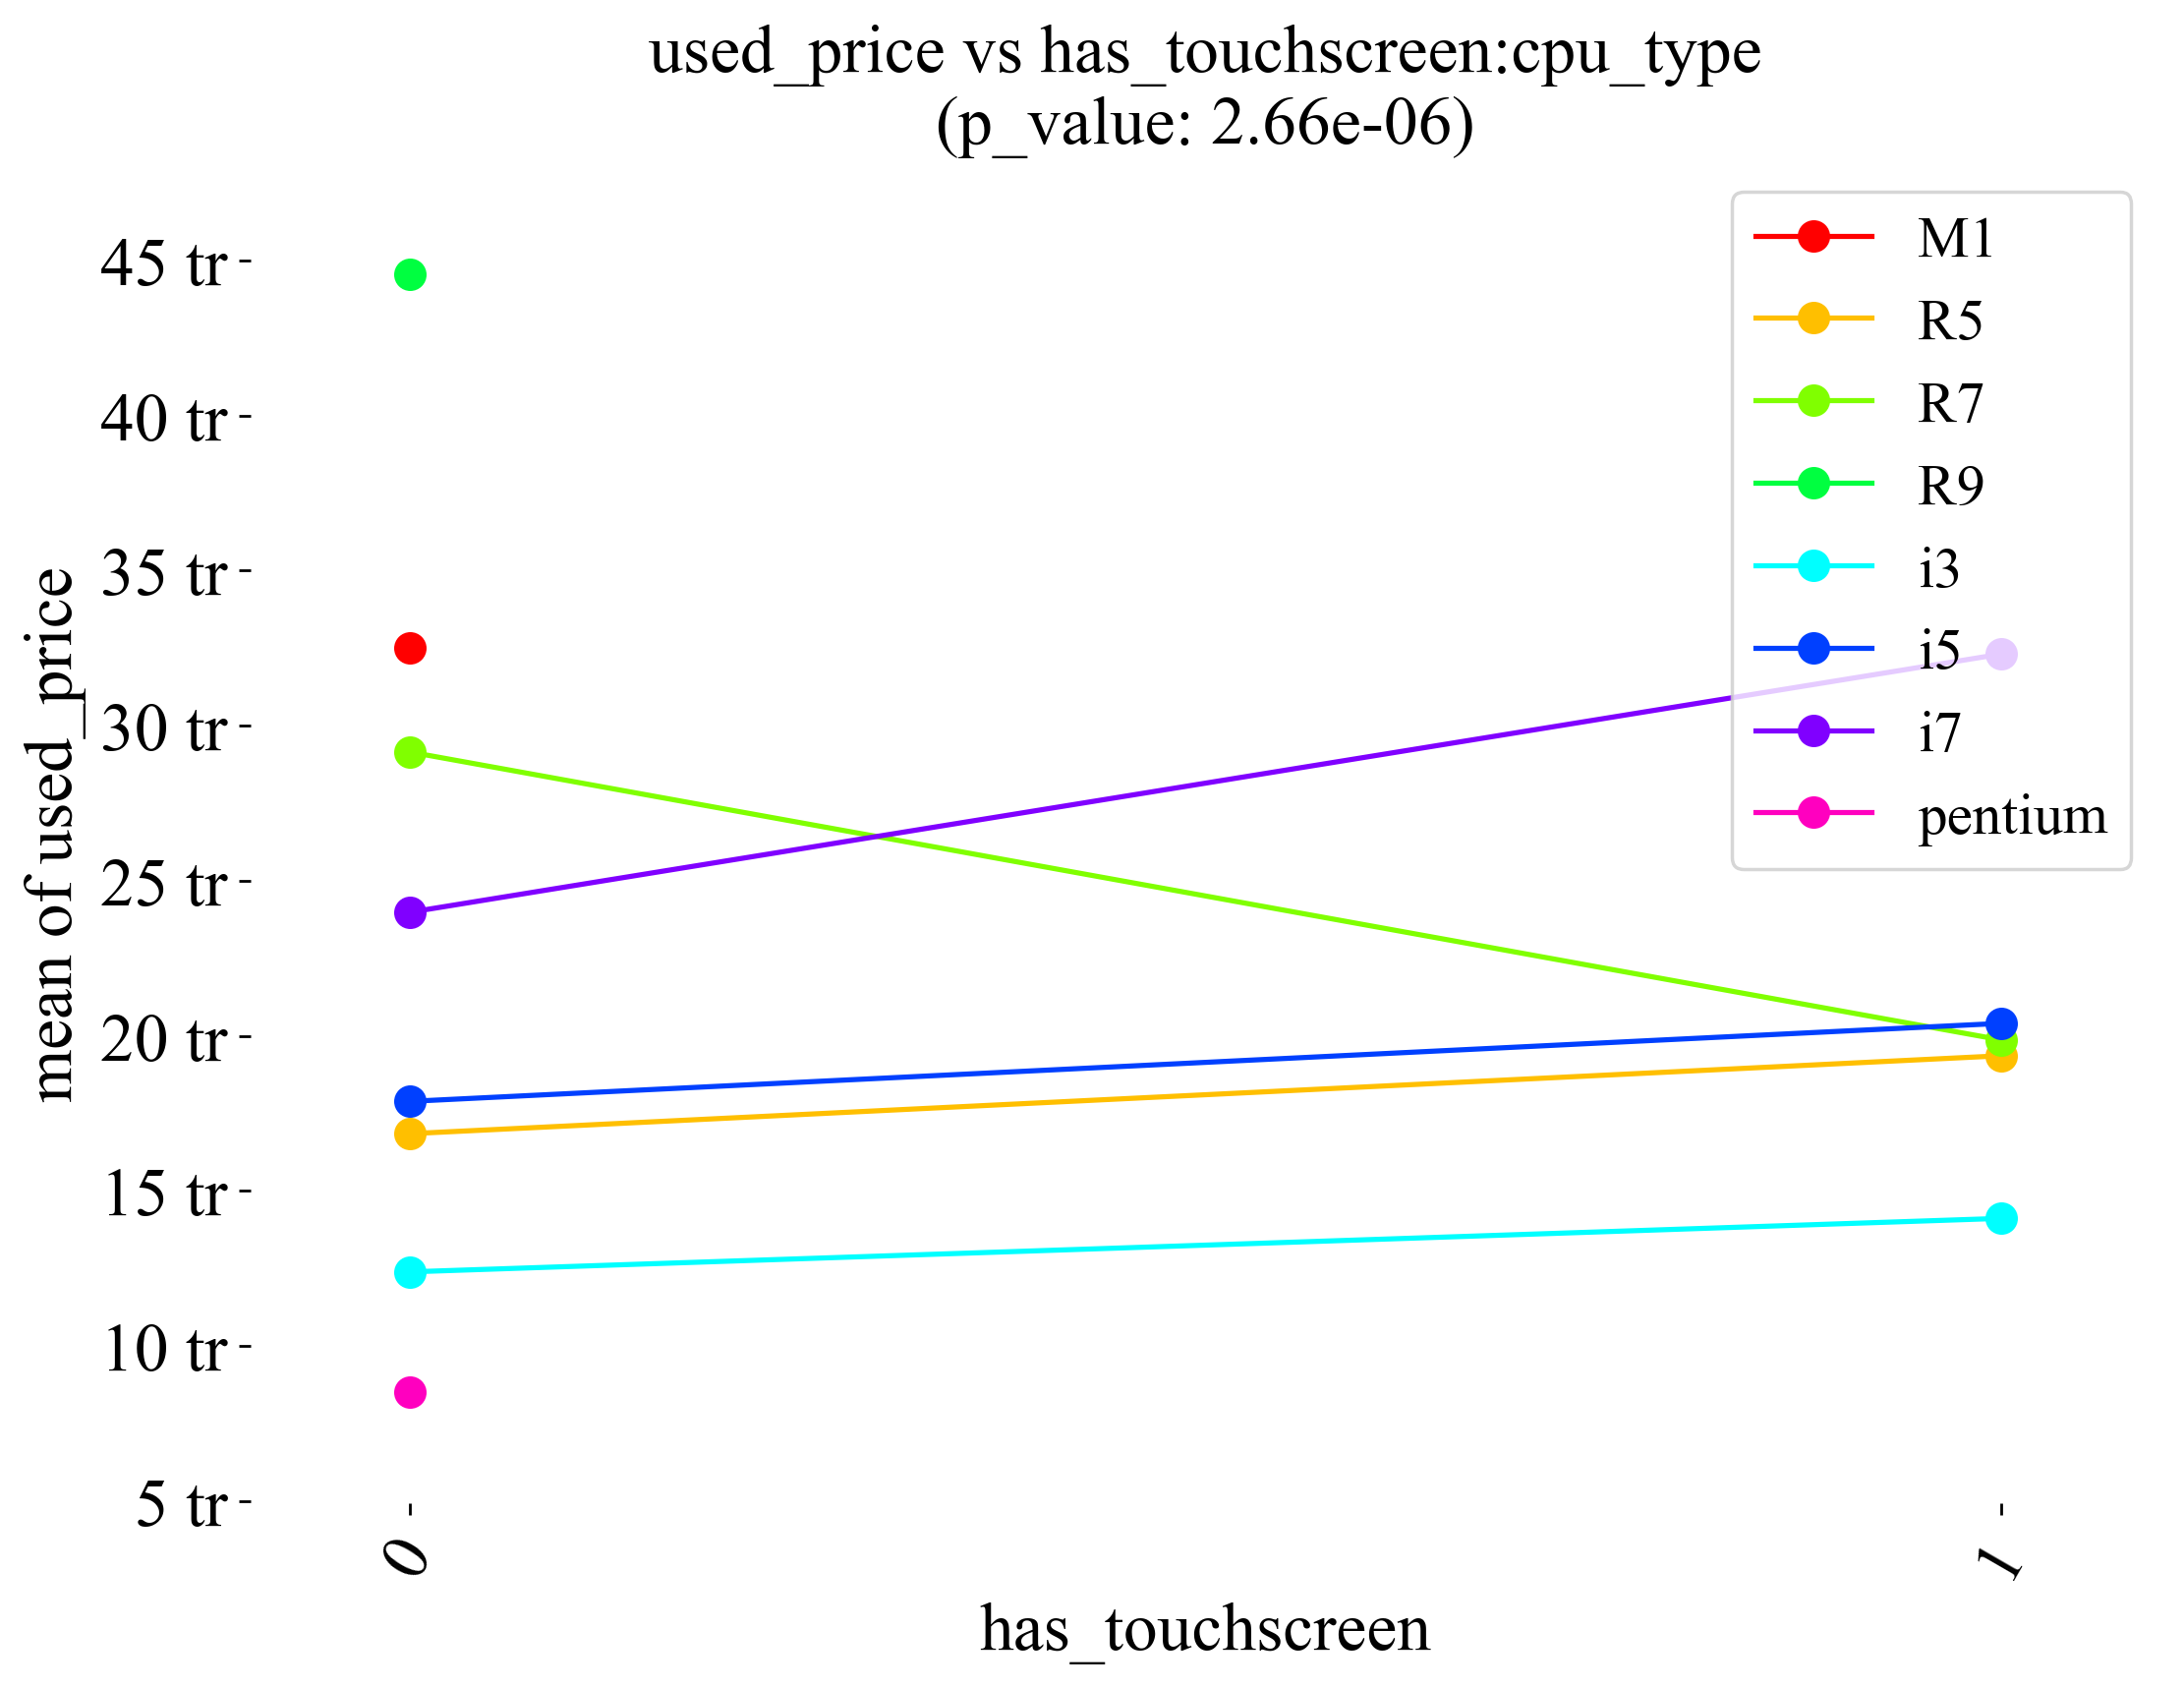 used_price vs has_touchscreen:cpu_type
(p_value: 2.66e-06)
M1
R5
R7
R9
i3
i5
i7
pentium
mean of used_price
45 tr
40 tr
35 tr
30 tr
25 tr
20 tr
15 tr
10 tr
5 tr
0
1
has_touchscreen